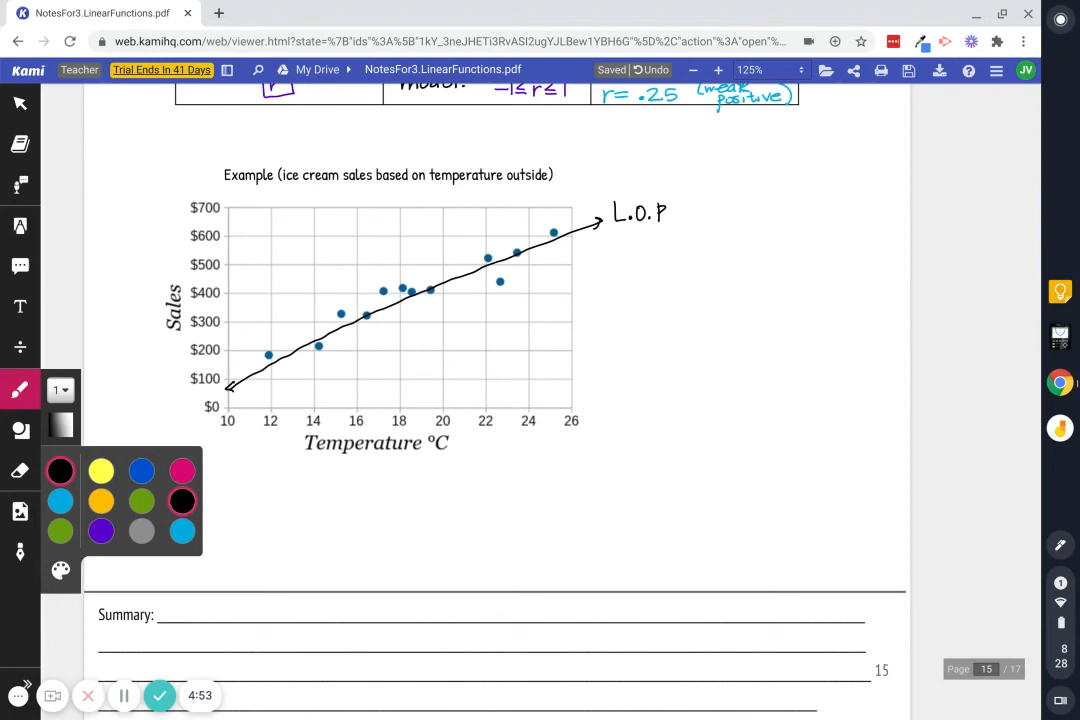 NotesFor3.LinearFunctions.pdf
web.kamihq.com/web/viewer.html?state=%7B"ids"%3A%5B"1kY_3neJHETi3RvASI2ugYJLBew1YBH6G"%5D%2C"action"%3A"open"%...
Kami Teacher Trial Ends In 41 Days My Drive NotesFor3.LinearFunctions.pdf Saved Undo 125% JV
r model. -1≤r≤1 r= .25 (weak positive)
Example (ice cream sales based on temperature outside)
L.O.P
$700
$600
$500
$400
$300
$200
$100
$0
Sales
10 12 14 16 18 20 22 24 26
Temperature °C
T
1
Summary:
15
Page 15 / 17
4:53
1
8
28